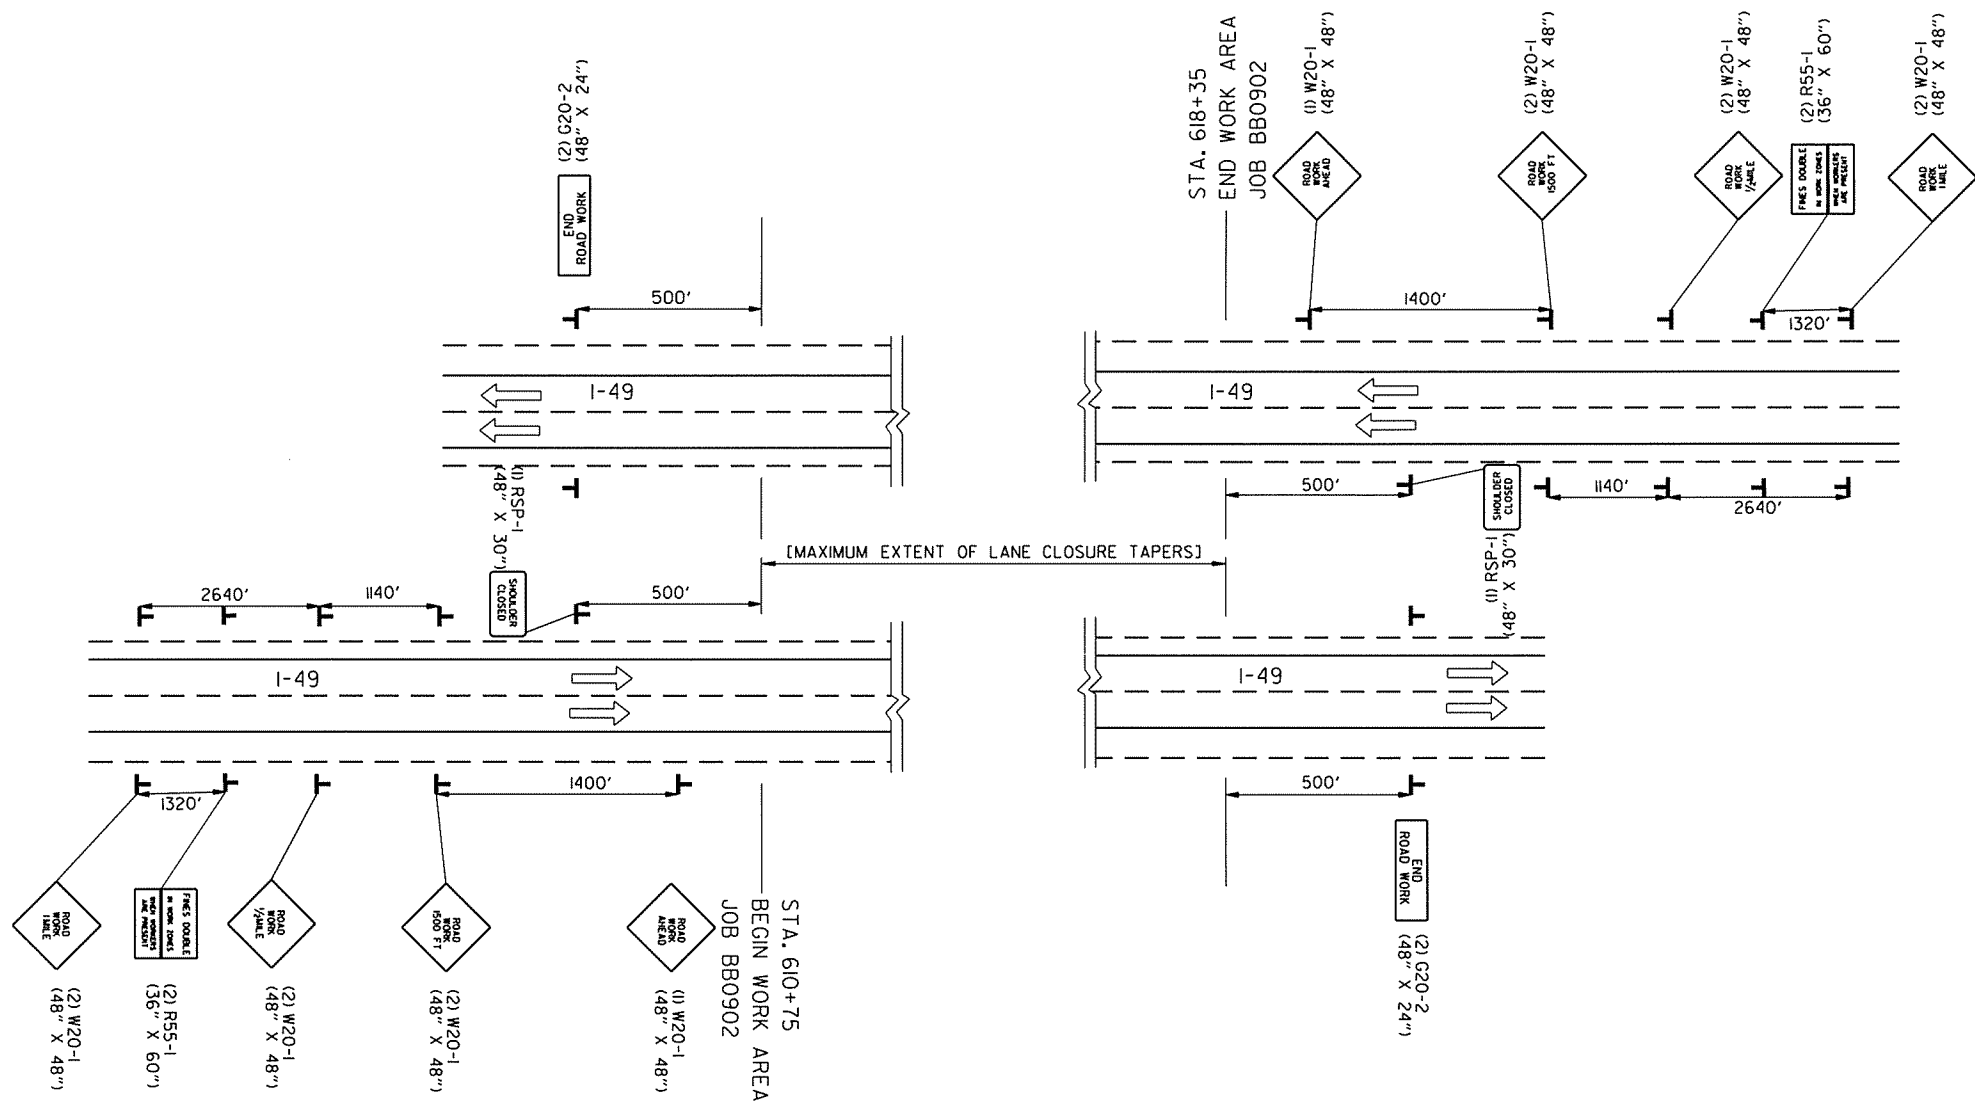 (2) G20-2
(48" X 24")
END
ROAD WORK
500'
I-49
STA. 618+35
END WORK AREA
JOB BB0902
(1) W20-1
(48" X 48")
ROAD
WORK
AHEAD
(2) W20-1
(48" X 48")
ROAD
WORK
1500 FT
(2) W20-1
(48" X 48")
ROAD
WORK
1/2MILE
(2) R55-1
(36" X 60")
FINES DOUBLE
IN WORK ZONES
WHEN WORKERS
ARE PRESENT
(2) W20-1
(48" X 48")
ROAD
WORK
1MILE
1400'
1320'
I-49
500'
1140'
2640'
SHOULDER
CLOSED
(1) RSP-1
(48" X 30")
(1) RSP-1
(48" X 30")
SHOULDER
CLOSED
[MAXIMUM EXTENT OF LANE CLOSURE TAPERS]
2640'
1140'
500'
I-49
I-49
1320'
1400'
500'
ROAD
WORK
1MILE
(2) W20-1
(48" X 48")
FINES DOUBLE
IN WORK ZONES
WHEN WORKERS
ARE PRESENT
(2) R55-1
(36" X 60")
ROAD
WORK
1/2MILE
(2) W20-1
(48" X 48")
ROAD
WORK
1500 FT
(2) W20-1
(48" X 48")
ROAD
WORK
AHEAD
(1) W20-1
(48" X 48")
STA. 610+75
BEGIN WORK AREA
JOB BB0902
END
ROAD WORK
(2) G20-2
(48" X 24")